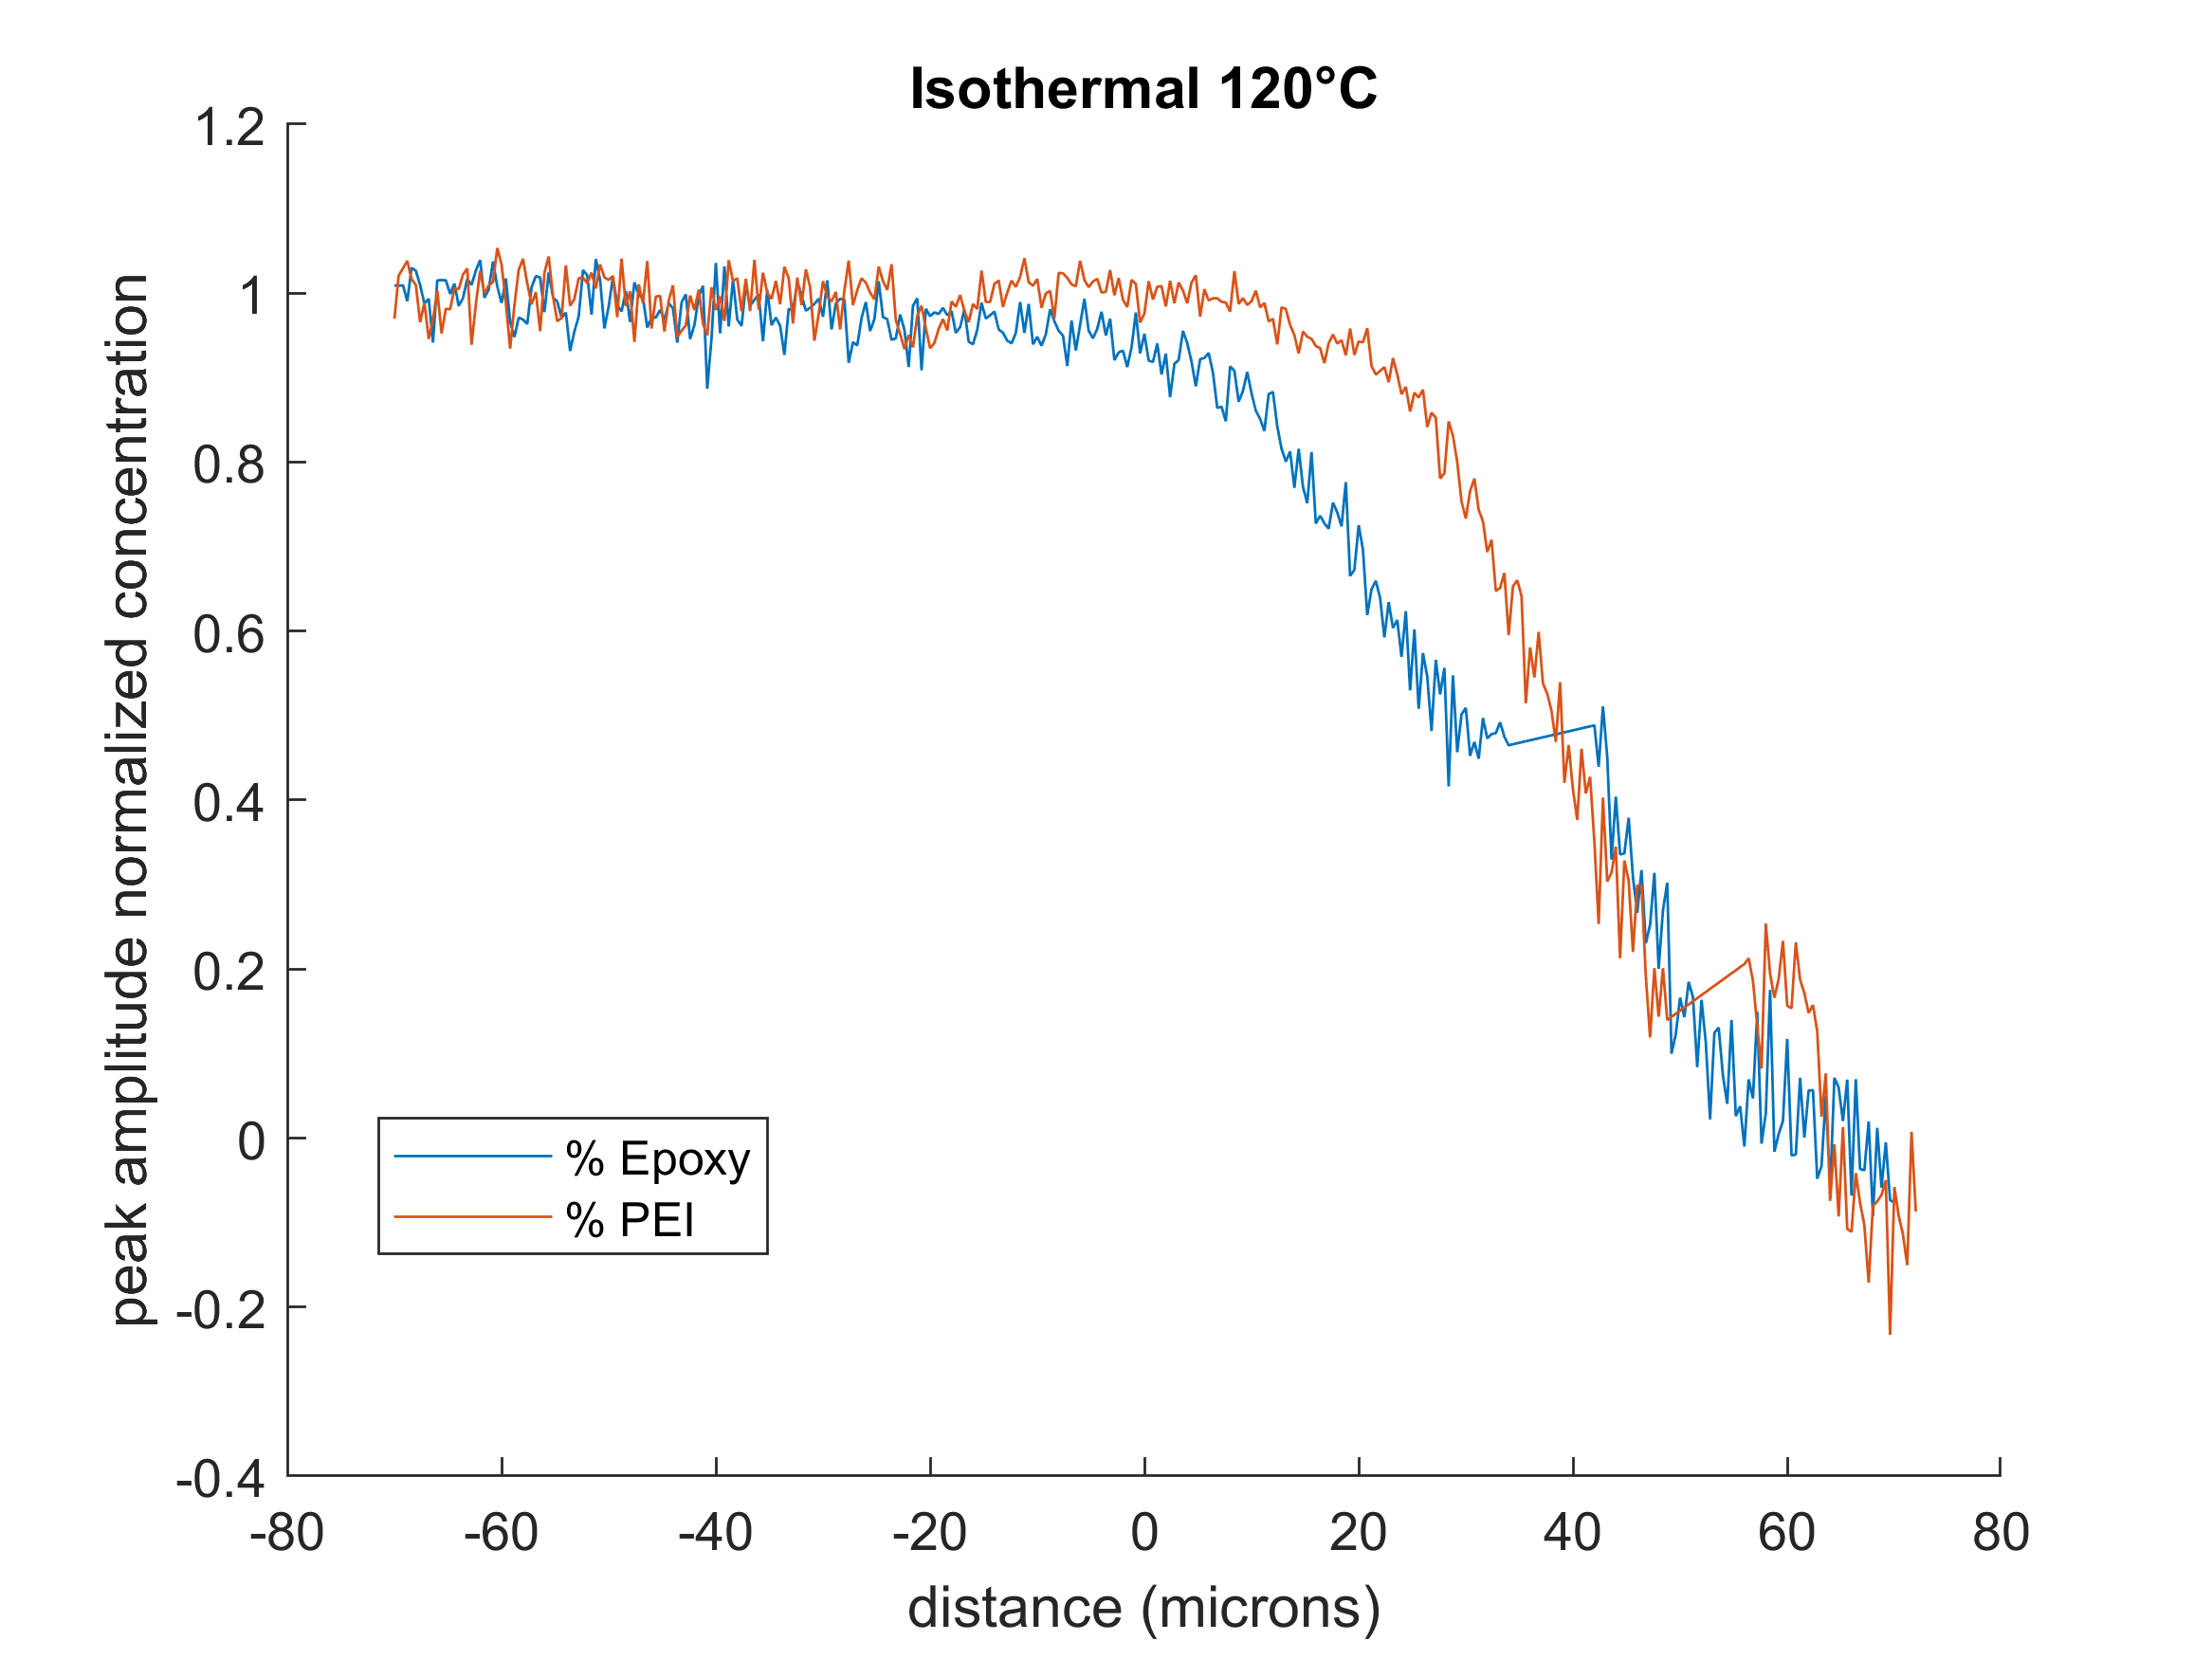 Isothermal 120°C
peak amplitude normalized concentration
1.2
1
0.8
0.6
0.4
0.2
0
-0.2
-0.4
% Epoxy
% PEI
-80 -60 -40 -20 0 20 40 60 80
distance (microns)